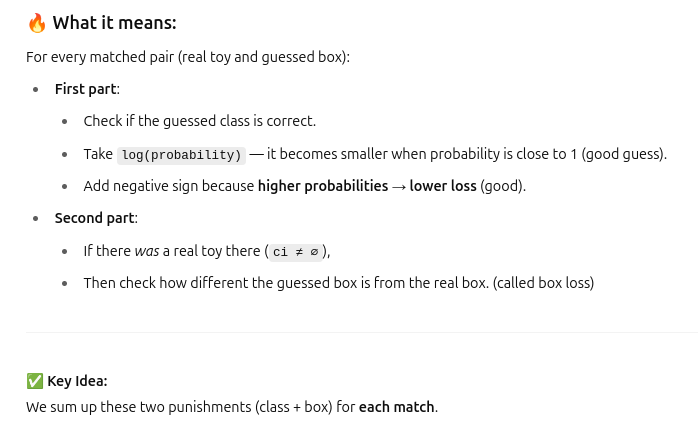 🔥 What it means:
For every matched pair (real toy and guessed box):
• First part:
• Check if the guessed class is correct.
• Take log(probability) — it becomes smaller when probability is close to 1 (good guess).
• Add negative sign because higher probabilities → lower loss (good).
• Second part:
• If there was a real toy there (ci ≠ ∅),
• Then check how different the guessed box is from the real box. (called box loss)
✅ Key Idea:
We sum up these two punishments (class + box) for each match.